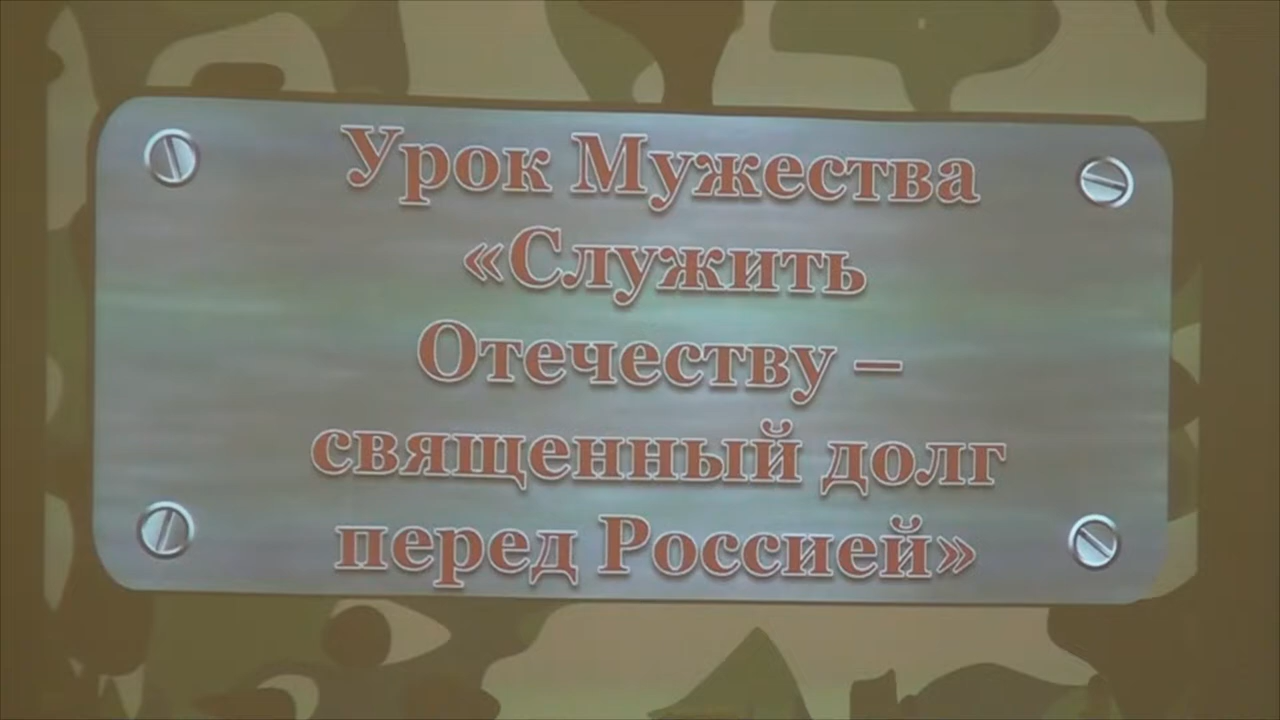 Урок Мужества
«Служить
Отечеству –
священный долг
перед Россией»